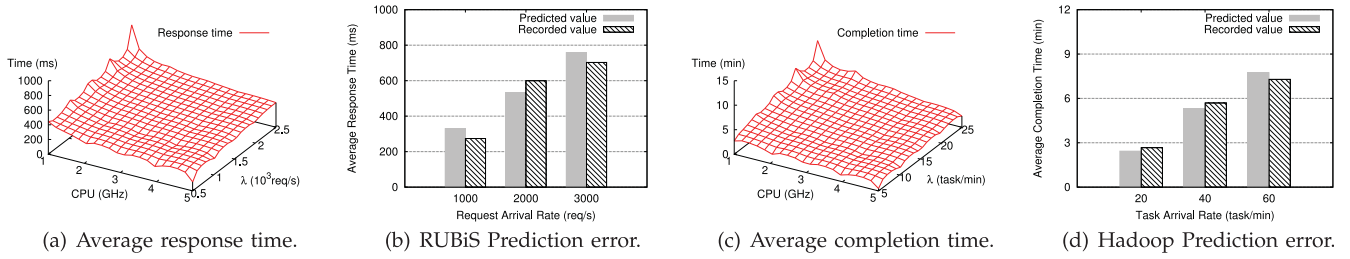 Response time
Time (ms)
1000
800
600
400
200
0
1
2
3
4
5
CPU (GHz)
0.5
1
1.5
2
2.5
λ (10³req/s)
(a) Average response time.
Predicted value
Recorded value
Average Response Time (ms)
1000
800
600
400
200
0
1000
2000
3000
Request Arrival Rate (req/s)
(b) RUBiS Prediction error.
Completion time
Time (min)
15
10
5
0
1
2
3
4
5
CPU (GHz)
5
10
15
20
25
λ (task/min)
(c) Average completion time.
Predicted value
Recorded value
Average Completion Time (min)
12
9
6
3
0
20
40
60
Task Arrival Rate (task/min)
(d) Hadoop Prediction error.